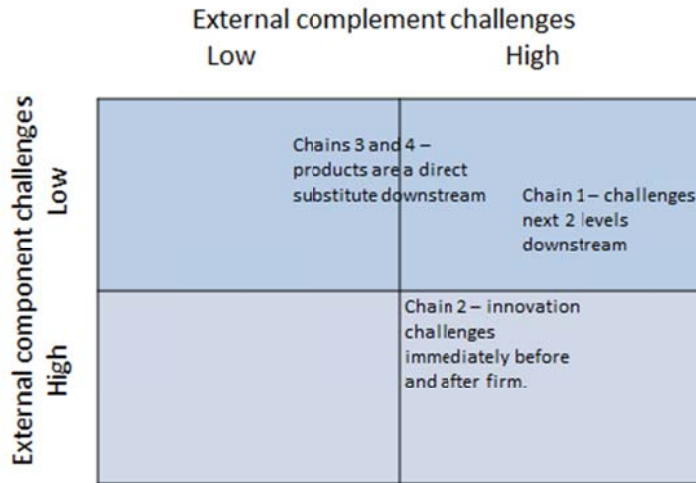 External complement challenges
Low High
External component challenges
Low
High
Chains 3 and 4 –
products are a direct
substitute downstream
Chain 1 – challenges
next 2 levels
downstream
Chain 2 – innovation
challenges
immediately before
and after firm.